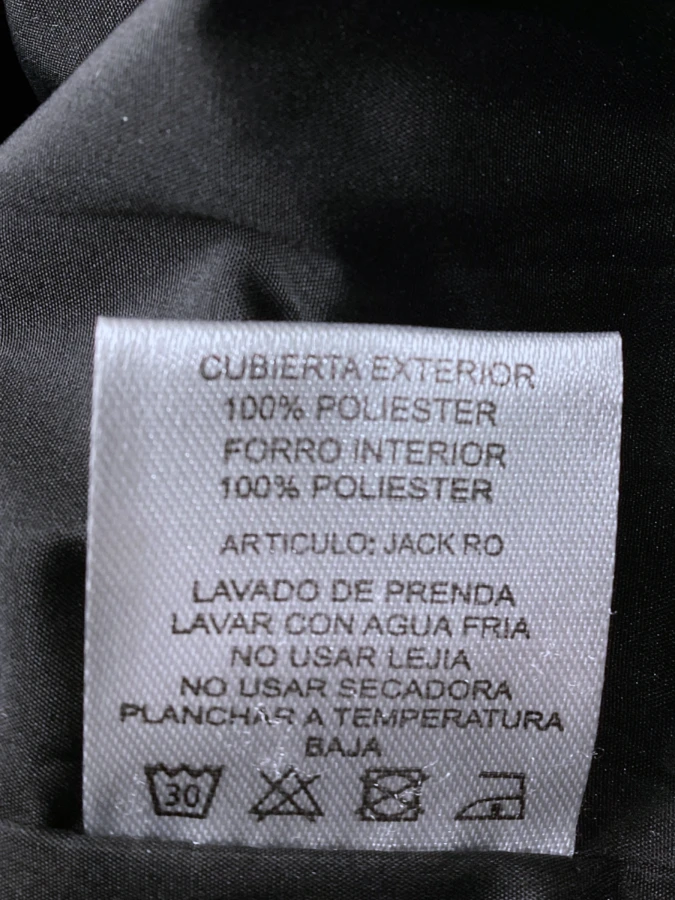 CUBIERTA EXTERIOR
100% POLIESTER
FORRO INTERIOR
100% POLIESTER
ARTICULO: JACK RO
LAVADO DE PRENDA
LAVAR CON AGUA FRIA
NO USAR LEJIA
NO USAR SECADORA
PLANCHAR A TEMPERATURA
BAJA
30